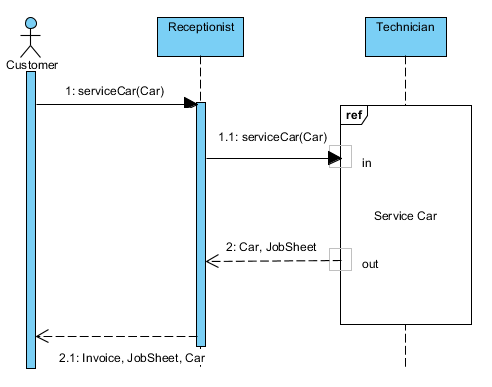 Receptionist
Technician
Customer
1: serviceCar(Car)
ref
1.1: serviceCar(Car)
in
Service Car
2: Car, JobSheet
out
2.1: Invoice, JobSheet, Car